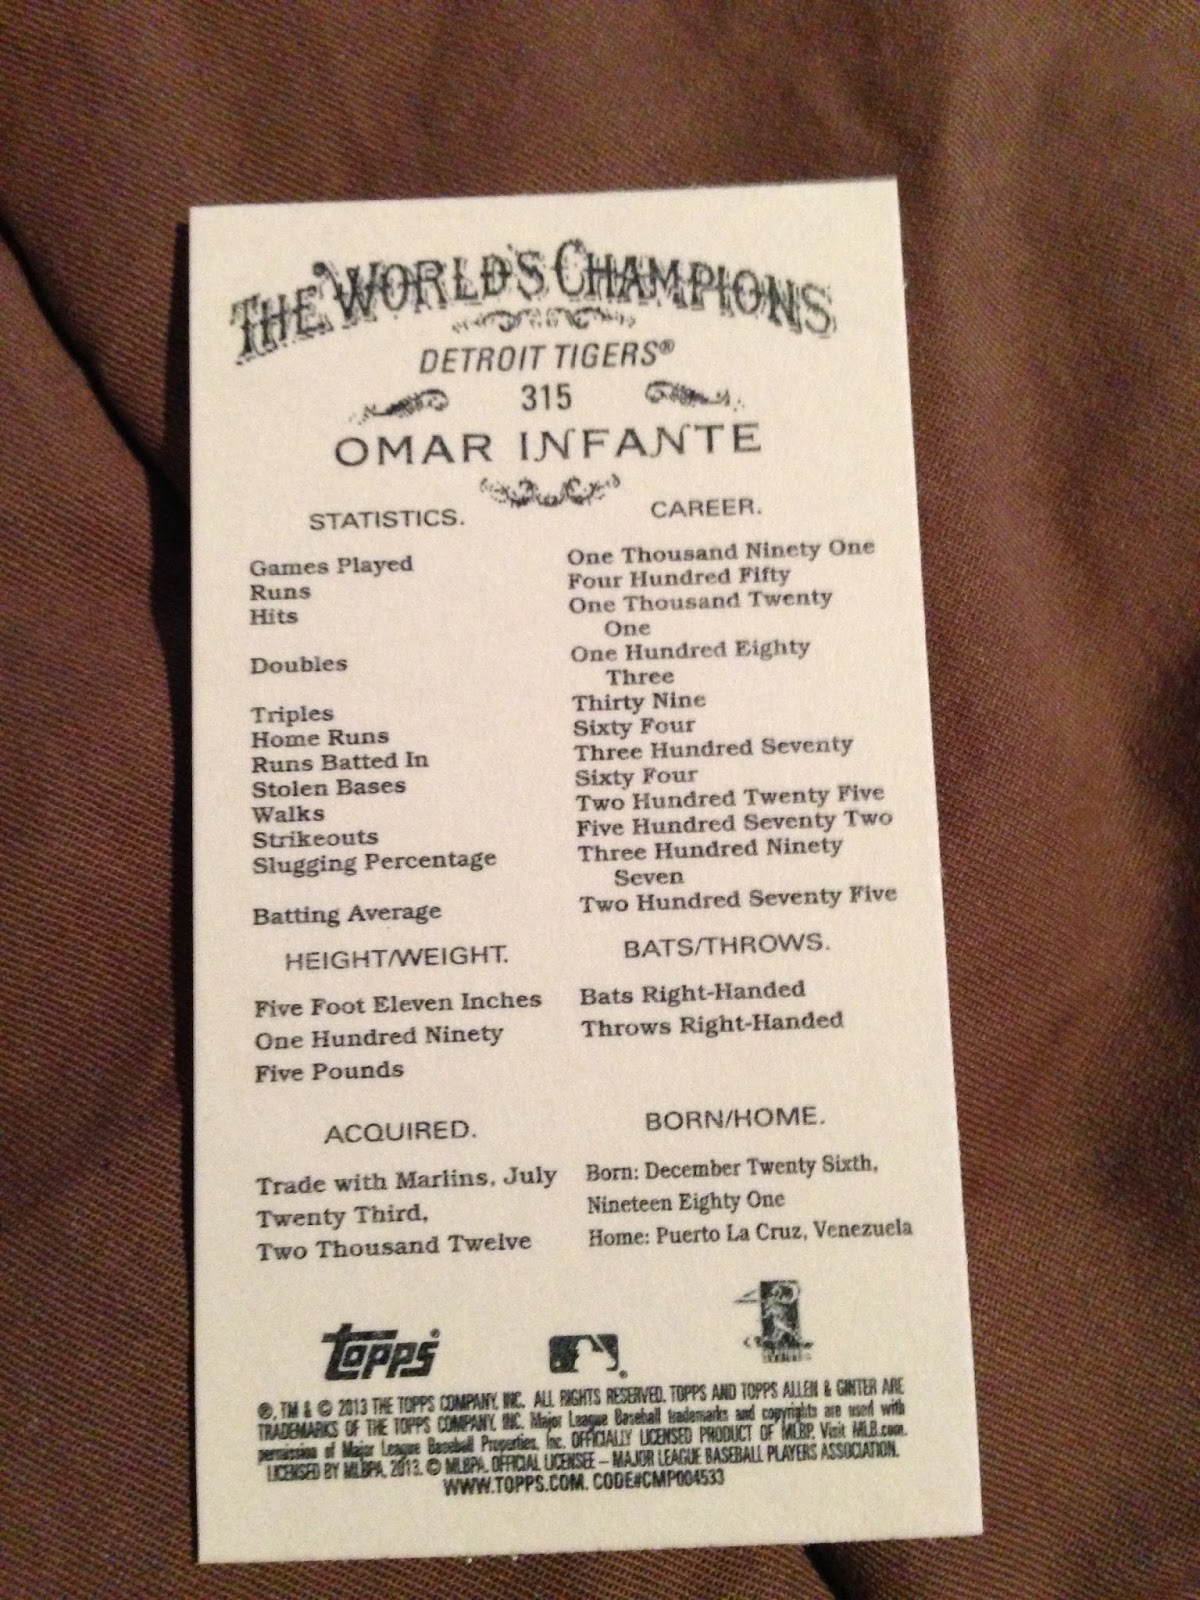 THE WORLD'S CHAMPIONS
DETROIT TIGERS®
315
OMAR INFANTE
STATISTICS. CAREER.
Games Played One Thousand Ninety One
Runs Four Hundred Fifty
Hits One Thousand Twenty
One
Doubles One Hundred Eighty
Three
Triples Thirty Nine
Home Runs Sixty Four
Runs Batted In Three Hundred Seventy
Stolen Bases Sixty Four
Walks Two Hundred Twenty Five
Strikeouts Five Hundred Seventy Two
Slugging Percentage Three Hundred Ninety
Seven
Batting Average Two Hundred Seventy Five
HEIGHT/WEIGHT. BATS/THROWS.
Five Foot Eleven Inches Bats Right-Handed
One Hundred Ninety Throws Right-Handed
Five Pounds
ACQUIRED. BORN/HOME.
Trade with Marlins, July Born: December Twenty Sixth,
Twenty Third, Nineteen Eighty One
Two Thousand Twelve Home: Puerto La Cruz, Venezuela
Topps®
®, TM & © 2013 THE TOPPS COMPANY, INC. ALL RIGHTS RESERVED. TOPPS AND TOPPS ALLEN & GINTER ARE
TRADEMARKS OF THE TOPPS COMPANY, INC. Major League Baseball trademarks and copyrights are used with
permission of Major League Baseball Properties, Inc. OFFICIALLY LICENSED PRODUCT OF MLBP. Visit MLB.com.
LICENSED BY MLBPA, 2013. © MLBPA. OFFICIAL LICENSEE – MAJOR LEAGUE BASEBALL PLAYERS ASSOCIATION.
WWW.TOPPS.COM. CODE#CMP004533